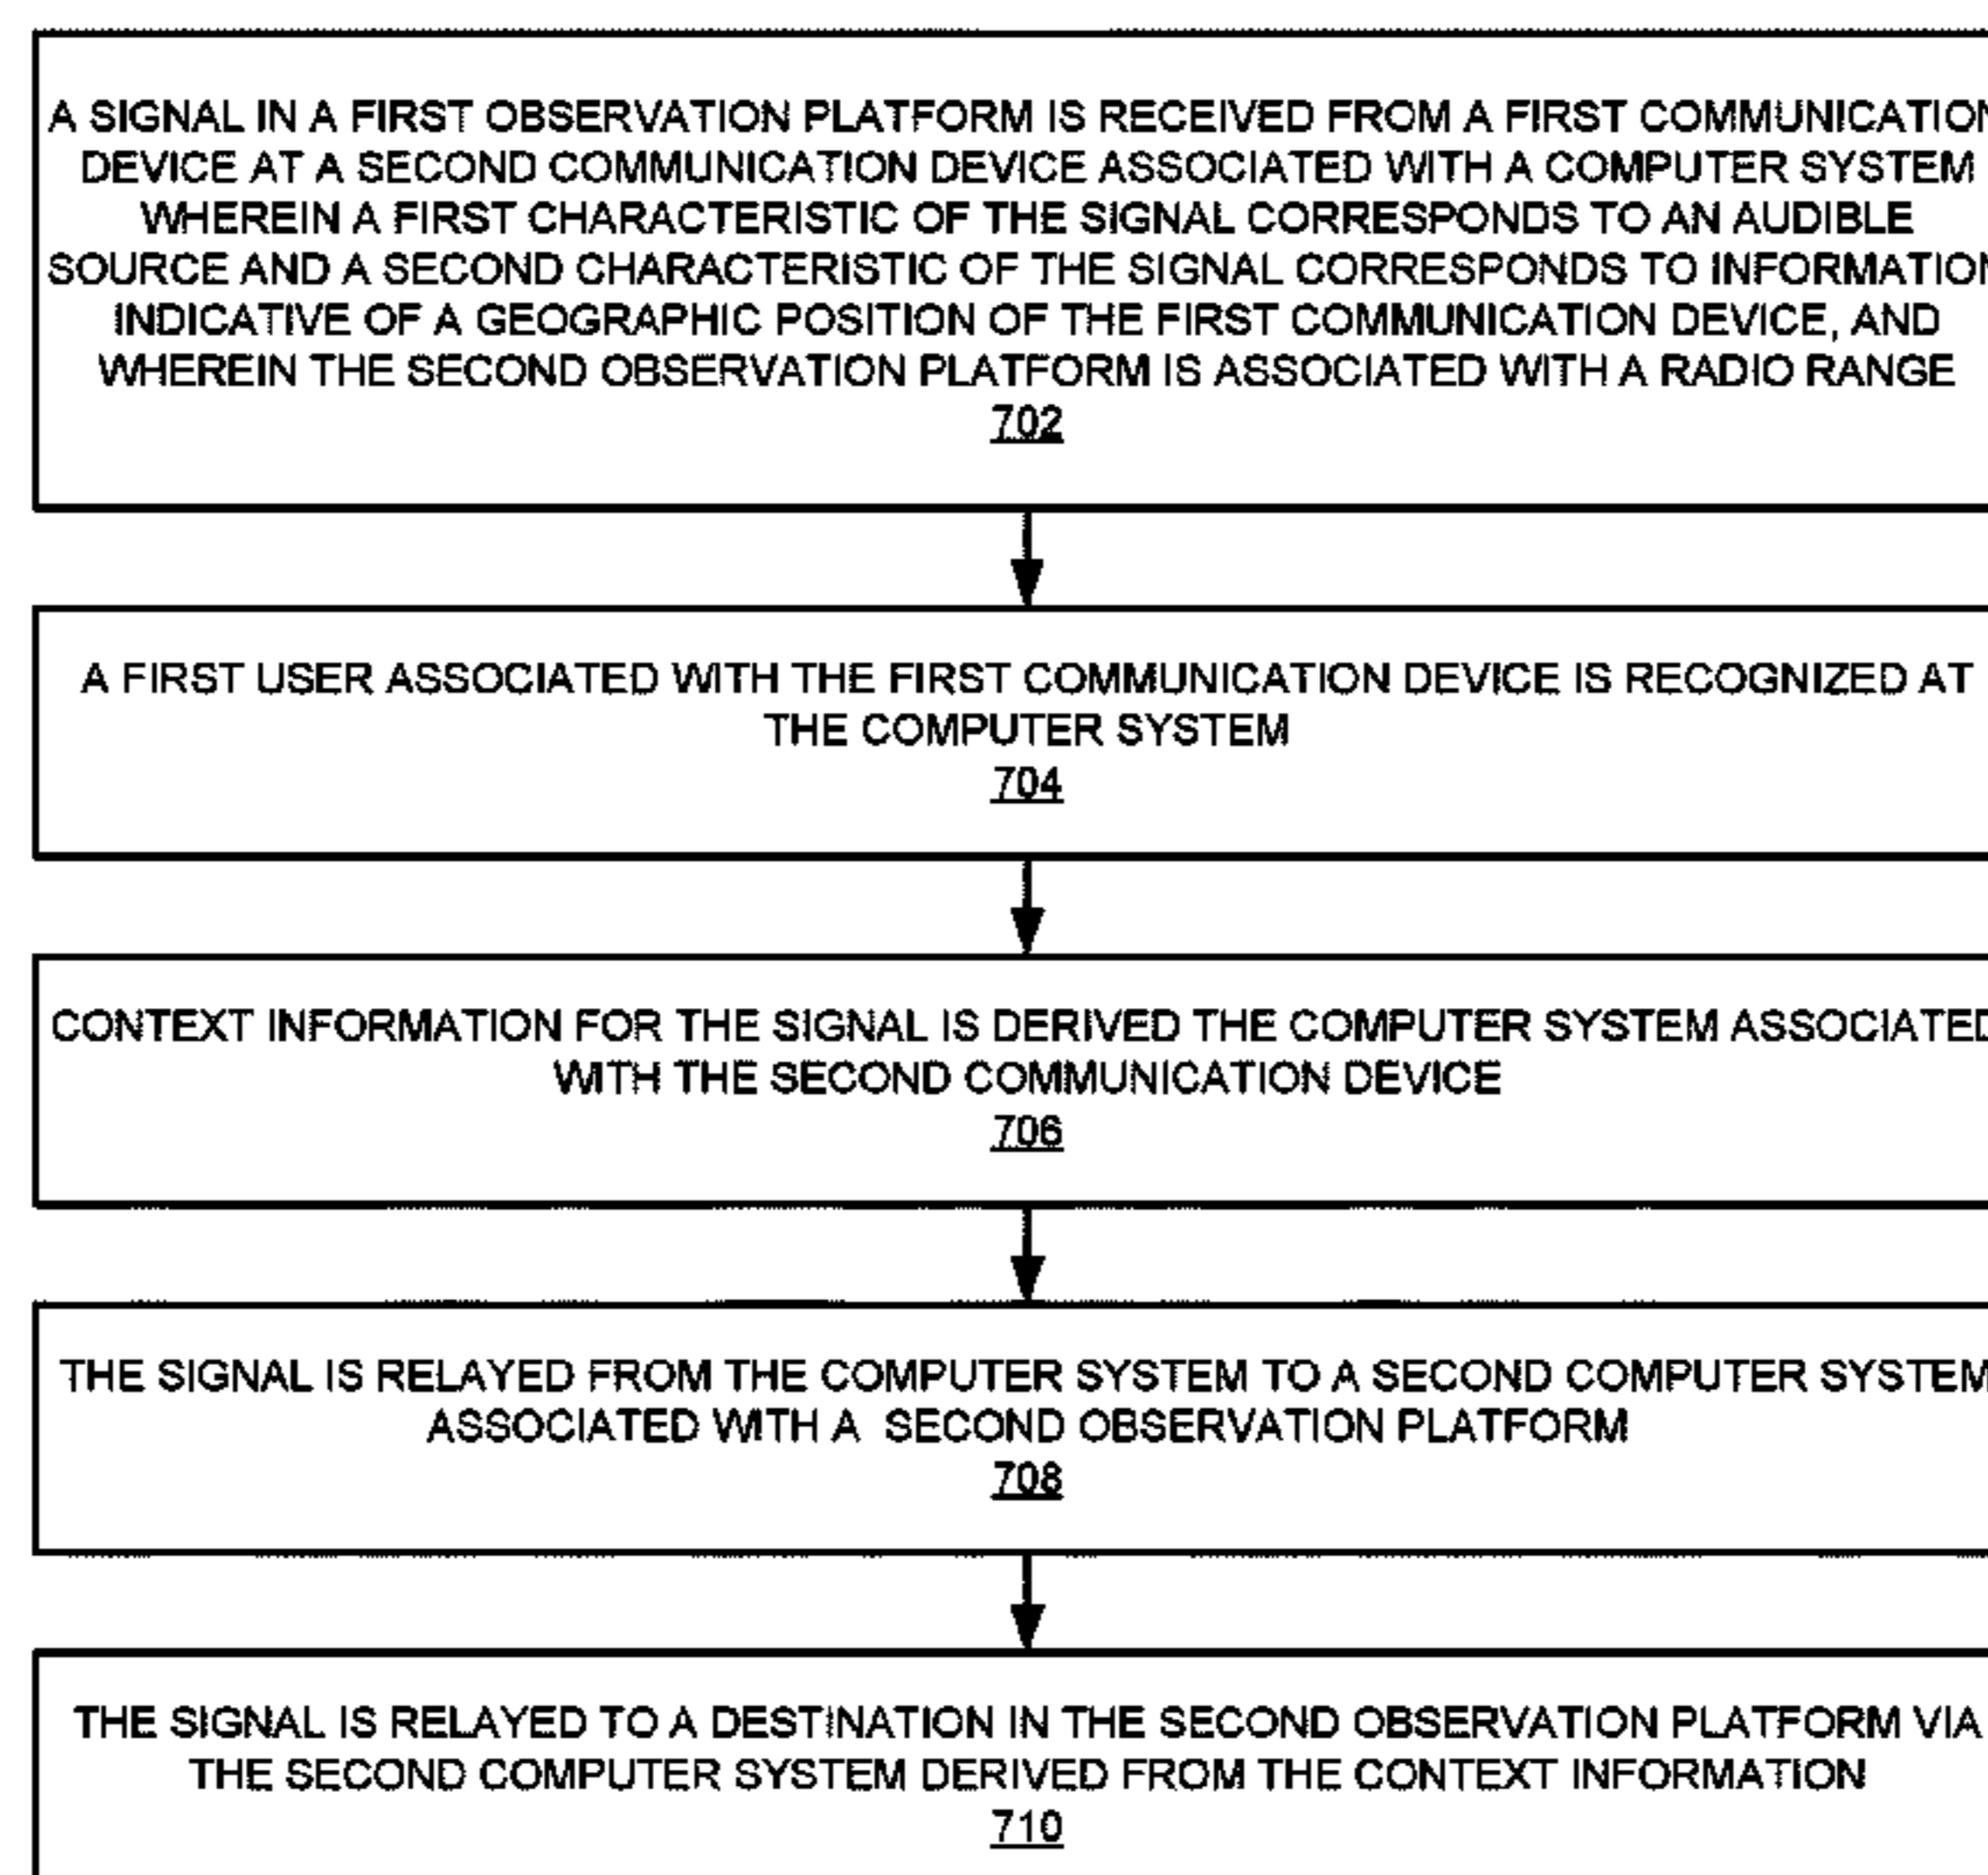 A SIGNAL IN A FIRST OBSERVATION PLATFORM IS RECEIVED FROM A FIRST COMMUNICATION
DEVICE AT A SECOND COMMUNICATION DEVICE ASSOCIATED WITH A COMPUTER SYSTEM
WHEREIN A FIRST CHARACTERISTIC OF THE SIGNAL CORRESPONDS TO AN AUDIBLE
SOURCE AND A SECOND CHARACTERISTIC OF THE SIGNAL CORRESPONDS TO INFORMATION
INDICATIVE OF A GEOGRAPHIC POSITION OF THE FIRST COMMUNICATION DEVICE, AND
WHEREIN THE SECOND OBSERVATION PLATFORM IS ASSOCIATED WITH A RADIO RANGE
702
A FIRST USER ASSOCIATED WITH THE FIRST COMMUNICATION DEVICE IS RECOGNIZED AT
THE COMPUTER SYSTEM
704
CONTEXT INFORMATION FOR THE SIGNAL IS DERIVED THE COMPUTER SYSTEM ASSOCIATED
WITH THE SECOND COMMUNICATION DEVICE
706
THE SIGNAL IS RELAYED FROM THE COMPUTER SYSTEM TO A SECOND COMPUTER SYSTEM
ASSOCIATED WITH A SECOND OBSERVATION PLATFORM
708
THE SIGNAL IS RELAYED TO A DESTINATION IN THE SECOND OBSERVATION PLATFORM VIA
THE SECOND COMPUTER SYSTEM DERIVED FROM THE CONTEXT INFORMATION
710